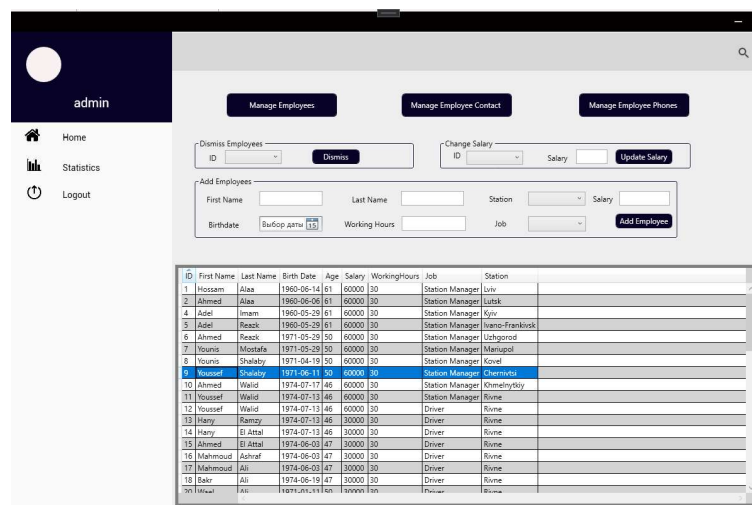 admin
Home
Statistics
Logout
Manage Employees Manage Employee Contact Manage Employee Phones
Dismiss Employees
ID Dismiss
Change Salary
ID Salary Update Salary
Add Employees
First Name Last Name Station Salary
Birthdate Выбор даты 15 Working Hours Job Add Employee
ID First Name Last Name Birth Date Age Salary WorkingHours Job Station
1 Hossam Alaa 1960-06-14 61 60000 30 Station Manager Lviv
2 Ahmed Alaa 1960-06-06 61 60000 30 Station Manager Lutsk
4 Adel Imam 1960-05-29 61 60000 30 Station Manager Kyiv
5 Adel Reazk 1960-05-29 61 60000 30 Station Manager Ivano-Frankivsk
6 Ahmed Reazk 1971-05-29 50 60000 30 Station Manager Uzhgorod
7 Younis Mostafa 1971-05-29 50 60000 30 Station Manager Mariupol
8 Younis Shalaby 1971-04-19 50 60000 30 Station Manager Kovel
9 Youssef Shalaby 1971-06-11 50 60000 30 Station Manager Chernivtsi
10 Ahmed Walid 1974-07-17 46 60000 30 Station Manager Khmelnytkiy
11 Youssef Walid 1974-07-13 46 60000 30 Station Manager Rivne
12 Youssef Walid 1974-07-13 46 60000 30 Driver Rivne
13 Hany Ramzy 1974-07-13 46 30000 30 Driver Rivne
14 Hany El Attal 1974-07-13 46 30000 30 Driver Rivne
15 Ahmed El Attal 1974-06-03 47 30000 30 Driver Rivne
16 Mahmoud Ashraf 1974-06-03 47 30000 30 Driver Rivne
17 Mahmoud Ali 1974-06-03 47 30000 30 Driver Rivne
18 Bakr Ali 1974-06-19 47 30000 30 Driver Rivne
20 Wael Ali 1971-01-11 50 30000 30 Driver Rivne